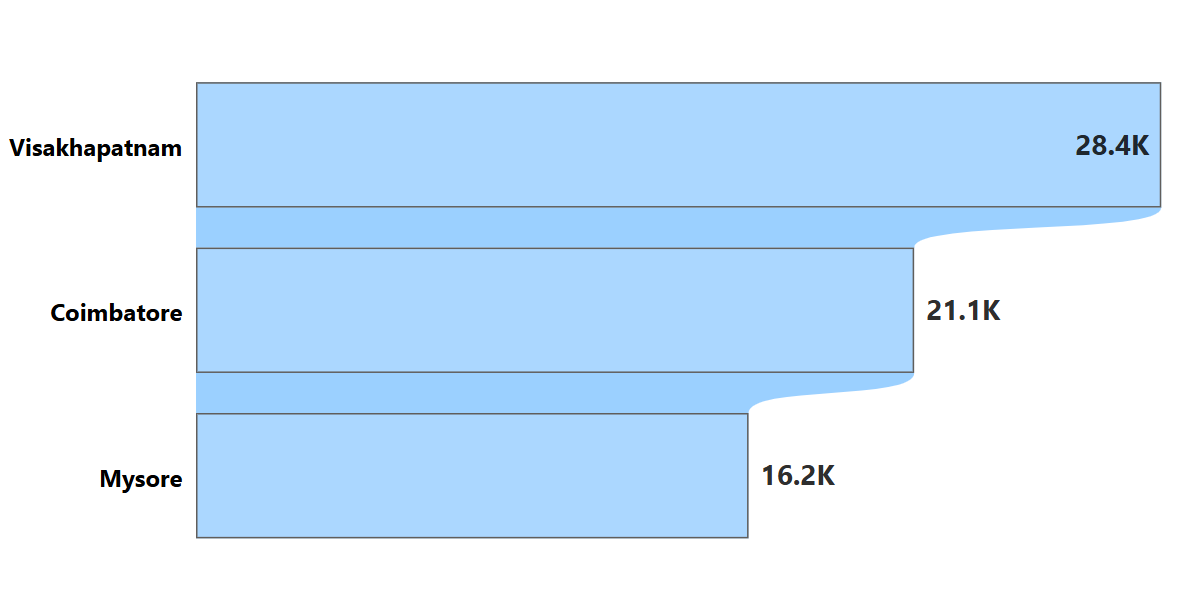 Visakhapatnam 28.4K
Coimbatore 21.1K
Mysore 16.2K